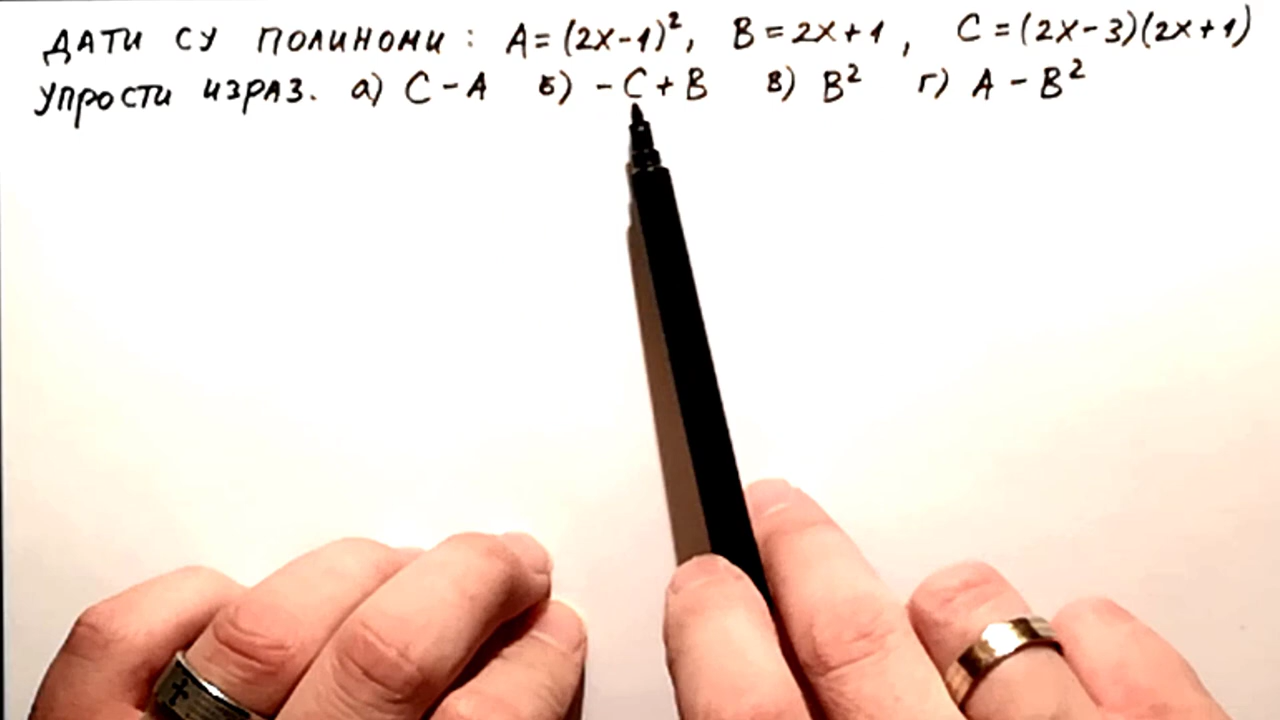 ДАТИ СУ ПОЛИНОМИ: A=(2x-1)², B=2x+1, C=(2x-3)(2x+1)
УПРОСТИ ИЗРАЗ. а) C-A б) -C+B в) B² г) A-B²